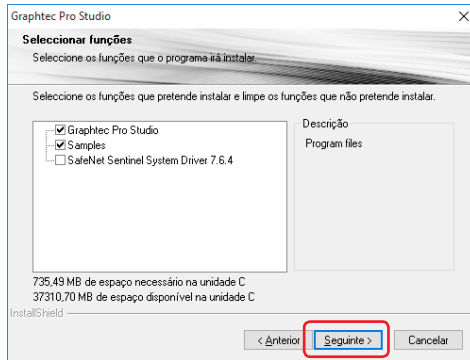 Graphtec Pro Studio
Seleccionar funções
Seleccione os funções que o programa irá instalar.
Seleccione os funções que pretende instalar e limpe os funções que não pretende instalar.
Graphtec Pro Studio
Samples
SafeNet Sentinel System Driver 7.6.4
Descrição
Program files
735,49 MB de espaço necessário na unidade C
37310,70 MB de espaço disponível na unidade C
InstallShield
< Anterior
Seguinte >
Cancelar